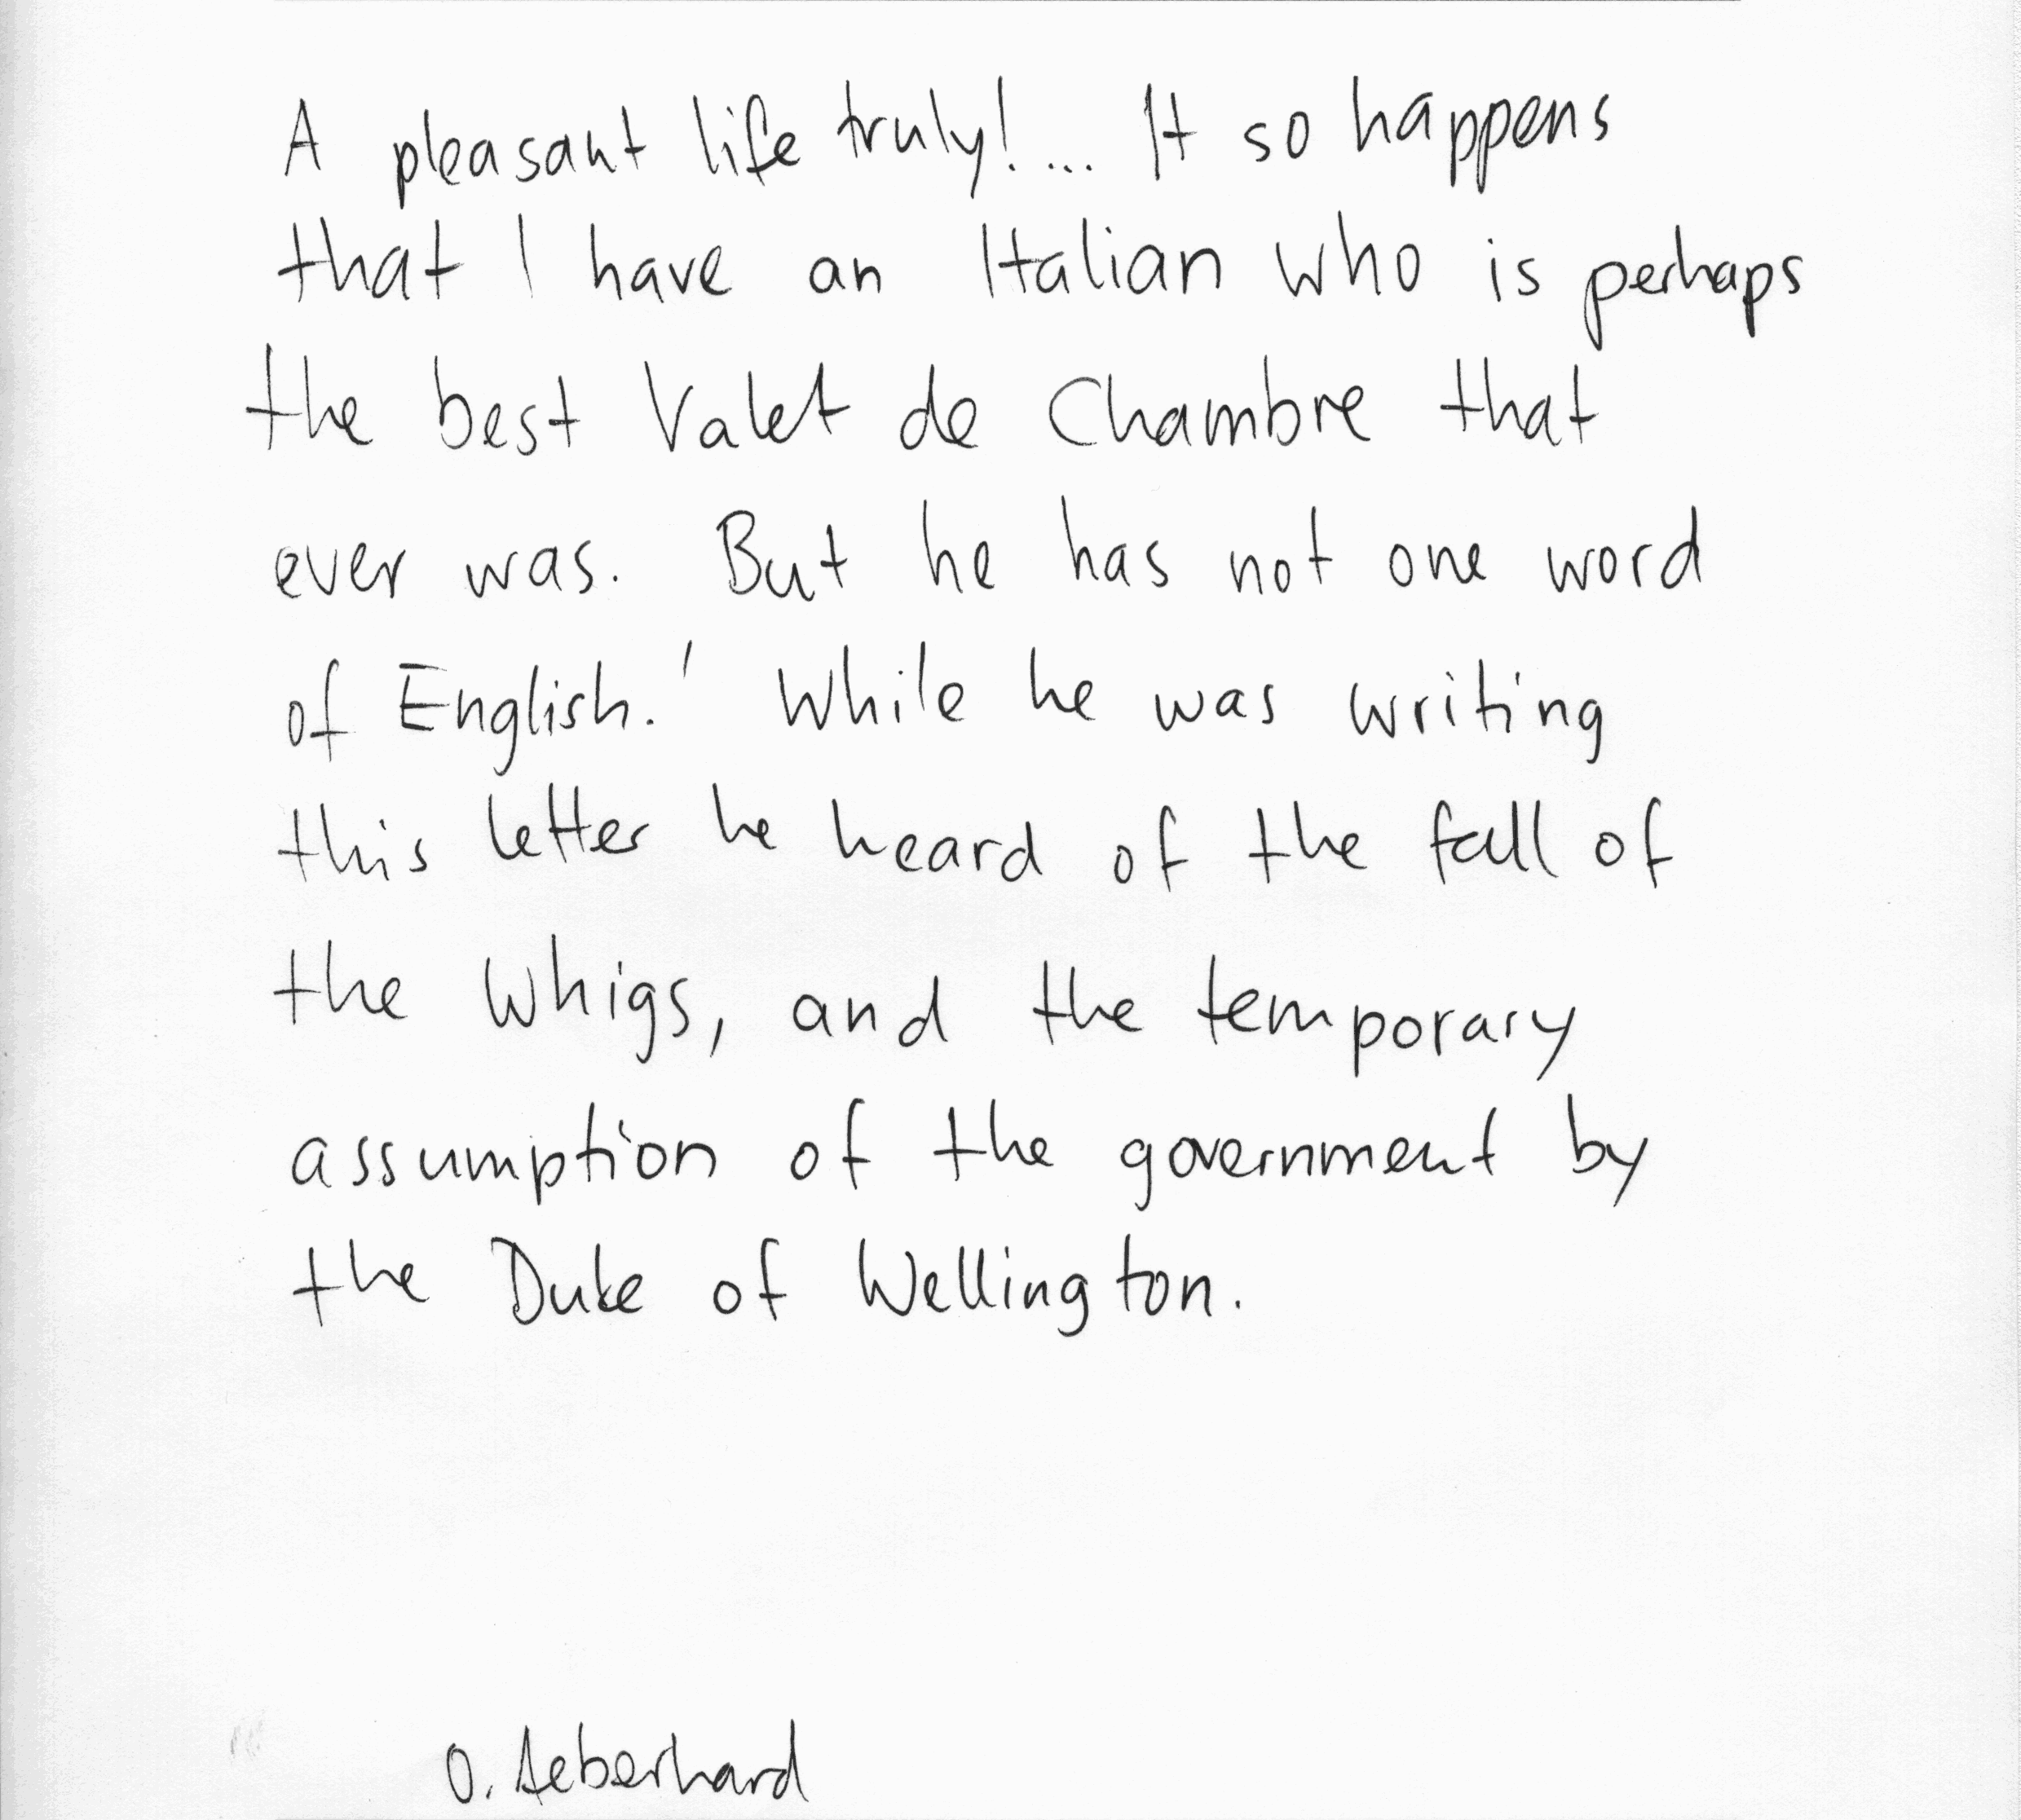 A pleasant life truly!... It so happens
that I have an Italian who is perhaps
the best Valet de Chambre that
ever was. But he has not one word
of English.' While he was writing
this letter he heard of the fall of
the Whigs, and the temporary
assumption of the government by
the Duke of Wellington.
O. Aeberhard